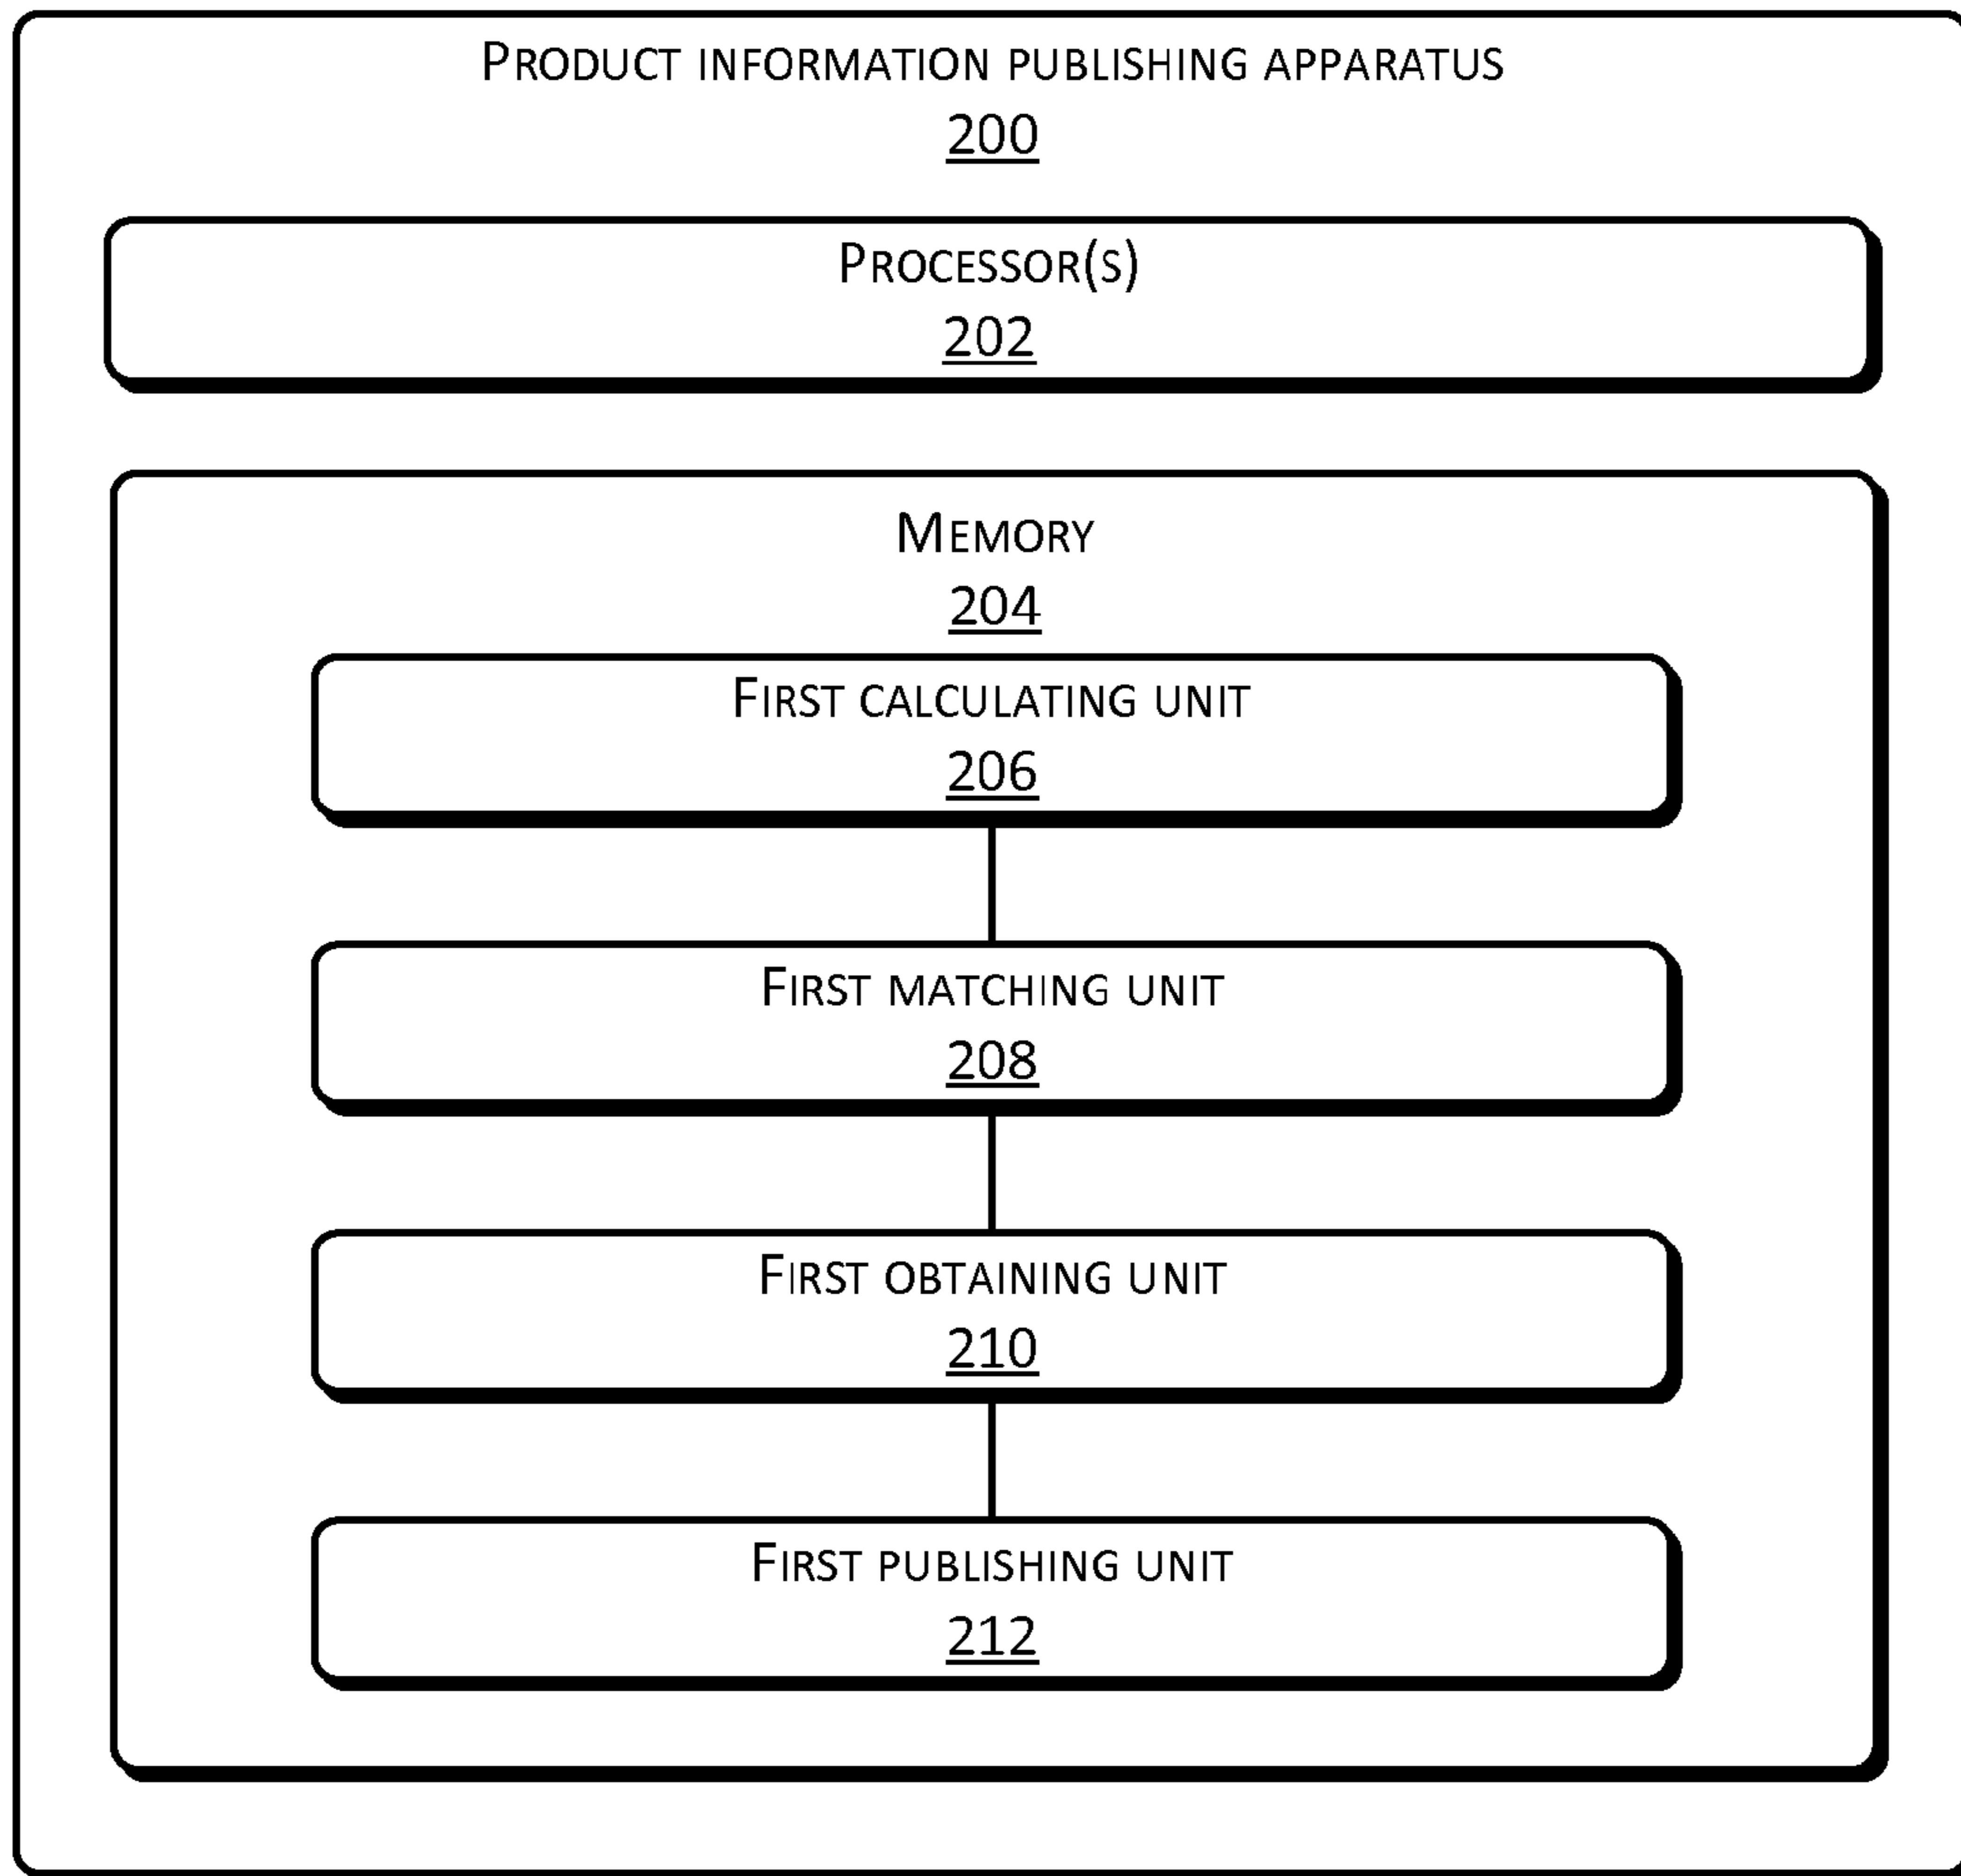 PRODUCT INFORMATION PUBLISHING APPARATUS
200
PROCESSOR(S)
202
MEMORY
204
FIRST CALCULATING UNIT
206
FIRST MATCHING UNIT
208
FIRST OBTAINING UNIT
210
FIRST PUBLISHING UNIT
212